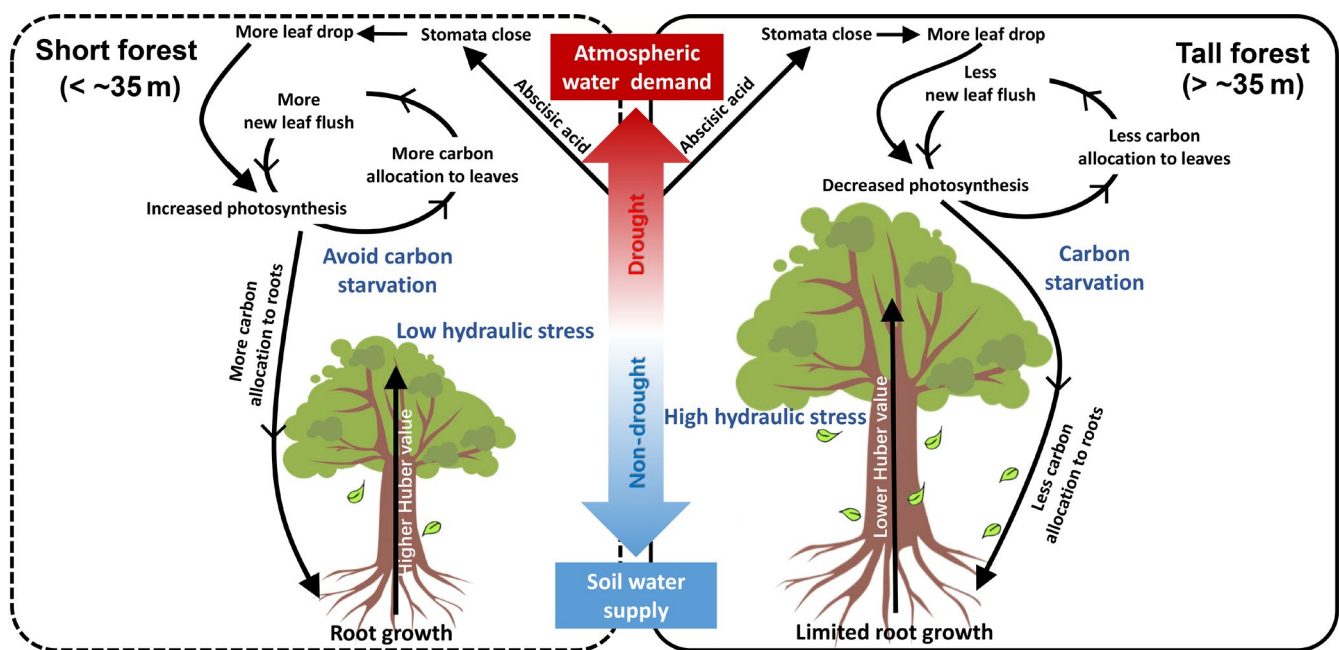 Short forest
(< ~35 m)
More leaf drop
Stomata close
Abscisic acid
More
new leaf flush
More carbon
allocation to leaves
Increased photosynthesis
Avoid carbon
starvation
More carbon
allocation to roots
Low hydraulic stress
Higher Huber value
Root growth
Atmospheric
water demand
Drought
Non-drought
Soil water
supply
Tall forest
(> ~35 m)
Stomata close
More leaf drop
Abscisic acid
Less
new leaf flush
Less carbon
allocation to leaves
Decreased photosynthesis
Carbon
starvation
High hydraulic stress
Lower Huber value
Less carbon
allocation to roots
Limited root growth